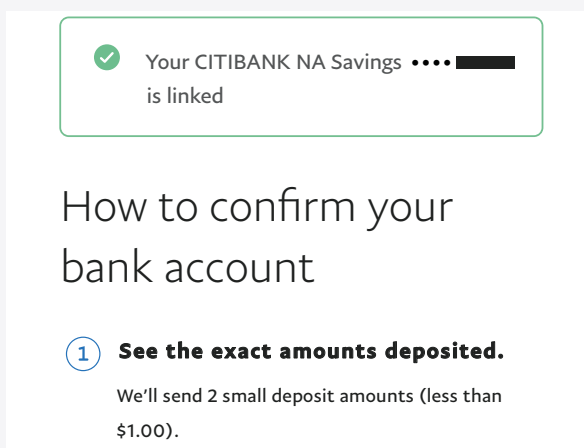 Your CITIBANK NA Savings ••••
is linked
How to confirm your
bank account
1 See the exact amounts deposited.
We'll send 2 small deposit amounts (less than
$1.00).